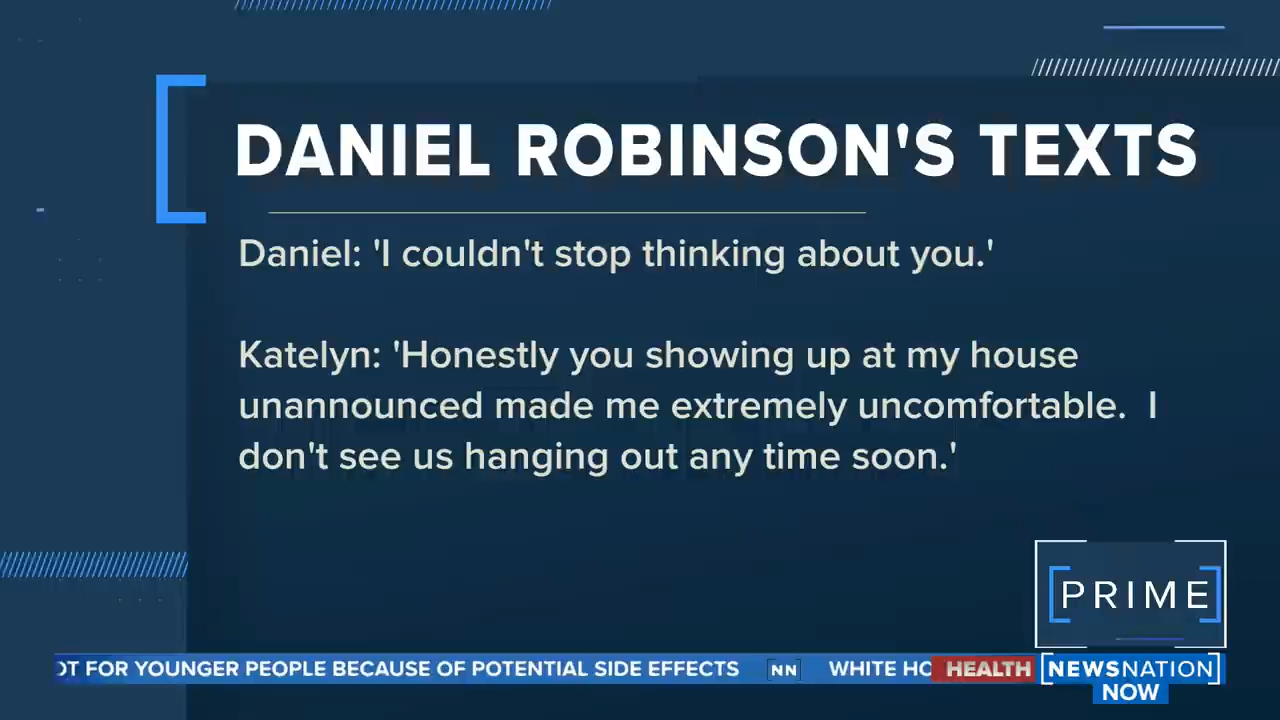 DANIEL ROBINSON'S TEXTS
Daniel: 'I couldn't stop thinking about you.'
Katelyn: 'Honestly you showing up at my house
unannounced made me extremely uncomfortable. I
don't see us hanging out any time soon.'
PRIME
FOR YOUNGER PEOPLE BECAUSE OF POTENTIAL SIDE EFFECTS NN WHITE HEALTH NEWSNATION
NOW